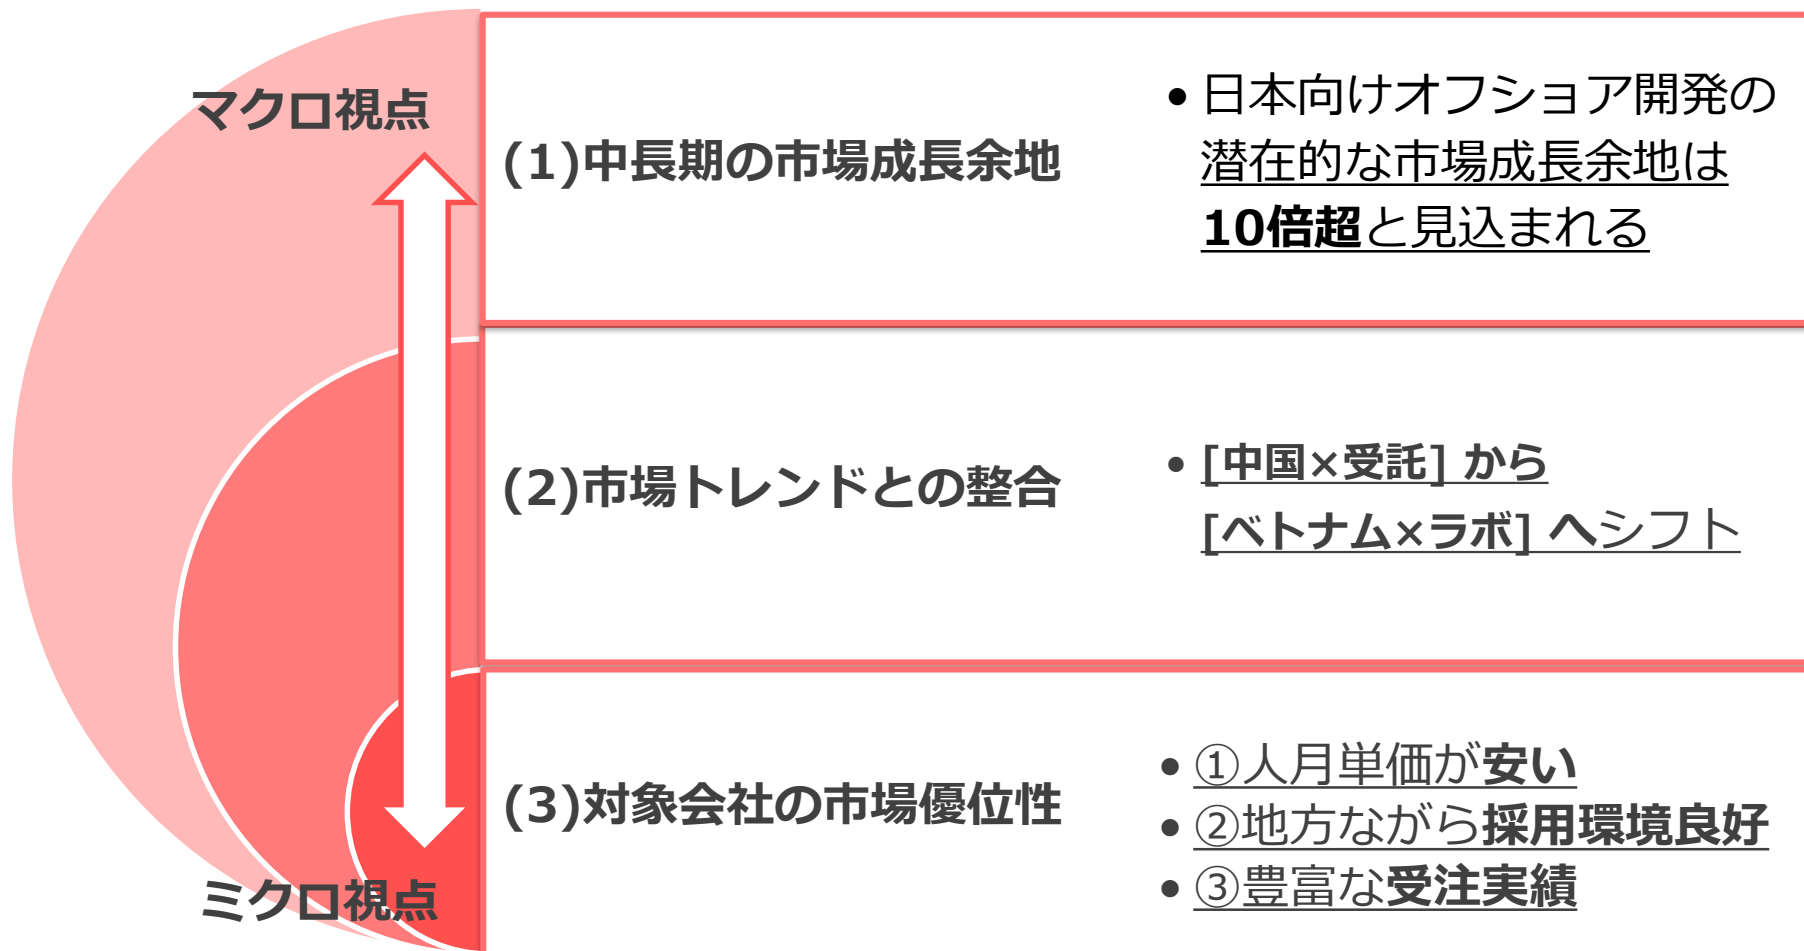 マクロ視点
(1)中長期の市場成長余地
•日本向けオフショア開発の
潜在的な市場成長余地は
10倍超と見込まれる
(2)市場トレンドとの整合
•[中国×受託] から
[ベトナム×ラボ] へシフト
(3)対象会社の市場優位性
•①人月単価が安い
•②地方ながら採用環境良好
•③豊富な受注実績
ミクロ視点